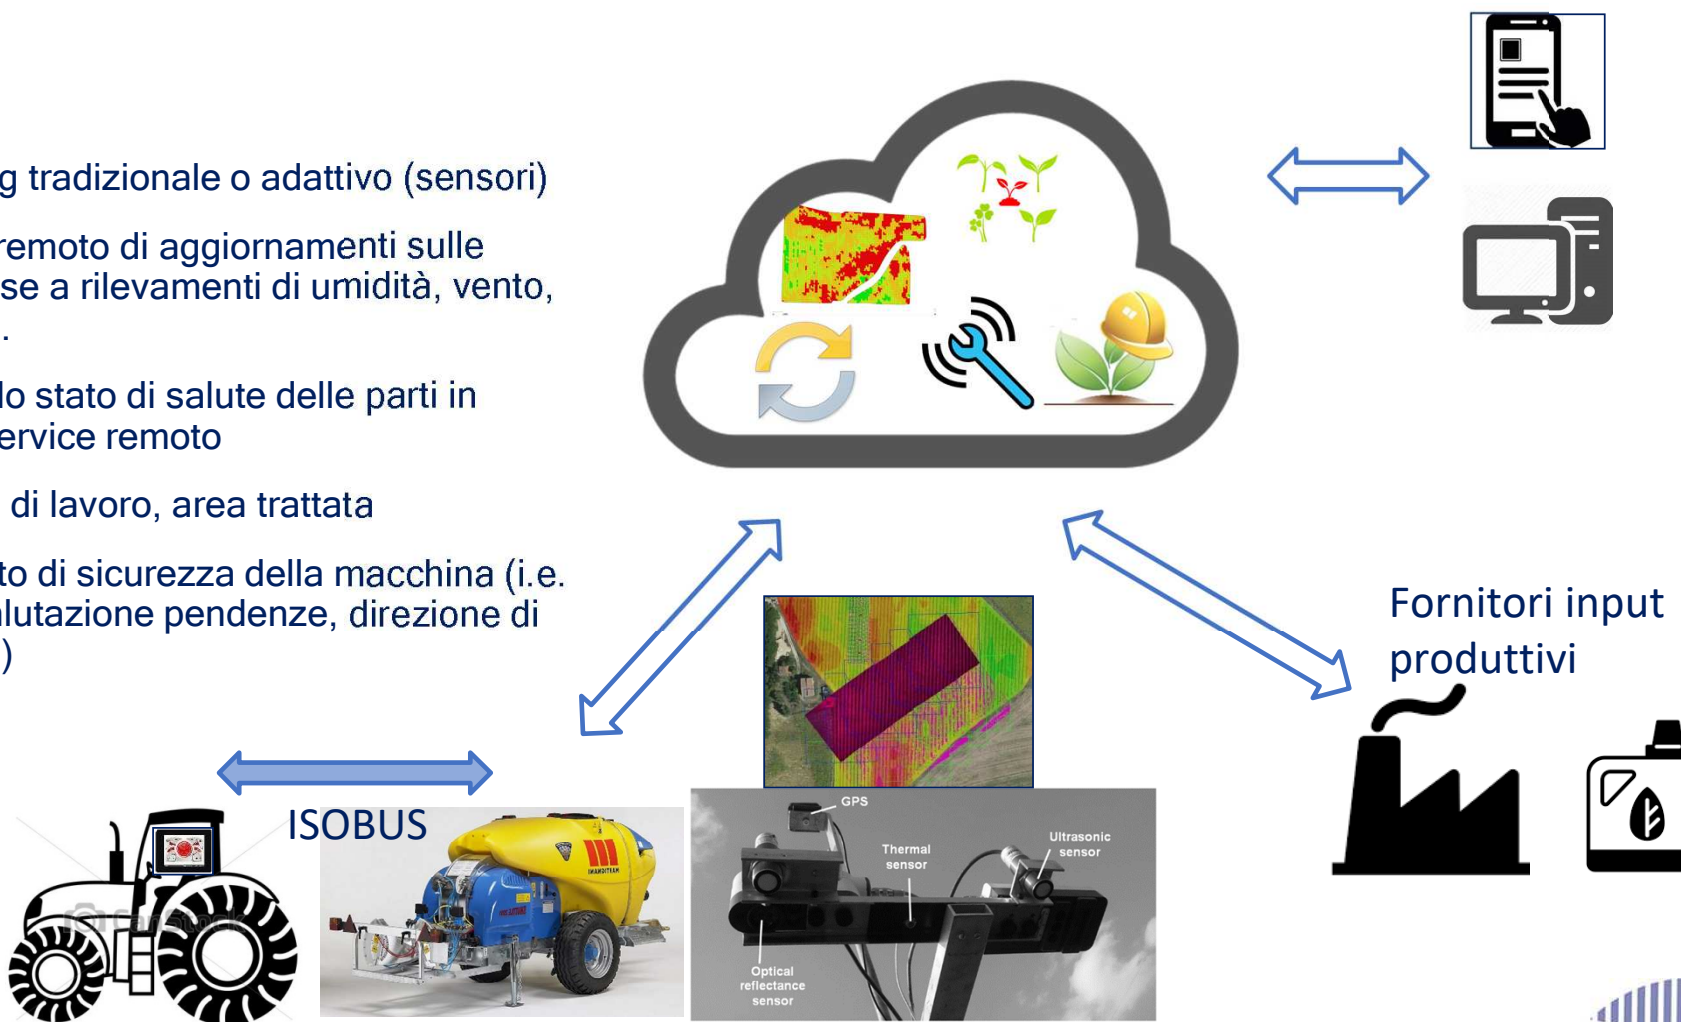 g tradizionale o adattivo (sensori)
remoto di aggiornamenti sulle
se a rilevamenti di umidità, vento,
.
lo stato di salute delle parti in
ervice remoto
di lavoro, area trattata
to di sicurezza della macchina (i.e.
lutazione pendenze, direzione di
)
Fornitori input
produttivi
ISOBUS
GPS
Ultrasonic
sensor
Thermal
sensor
Optical
reflectance
sensor